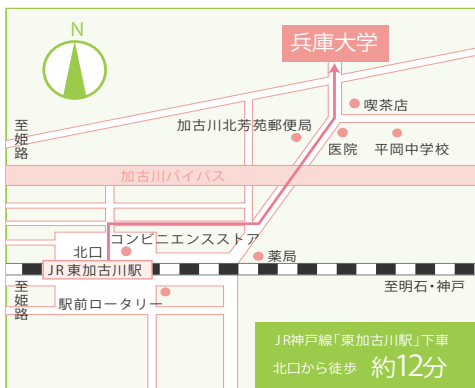 N
兵庫大学
喫茶店
加古川北芳苑郵便局
医院
平岡中学校
至姫路
加古川バイパス
コンビニエンスストア
北口
薬局
JR東加古川駅
至明石・神戸
至姫路
駅前ロータリー
JR神戸線「東加古川駅」下車
北口から徒歩 約12分